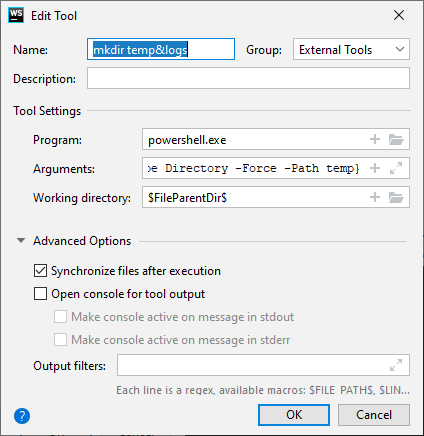 WS Edit Tool
Name: mkdir temp&logs Group: External Tools
Description:
Tool Settings
Program: powershell.exe
Arguments: pe Directory -Force -Path temp}
Working directory: $FileParentDir$
Advanced Options
Synchronize files after execution
Open console for tool output
Make console active on message in stdout
Make console active on message in stderr
Output filters:
Each line is a regex, available macros: $FILE_PATH$, $LIN...
? OK Cancel